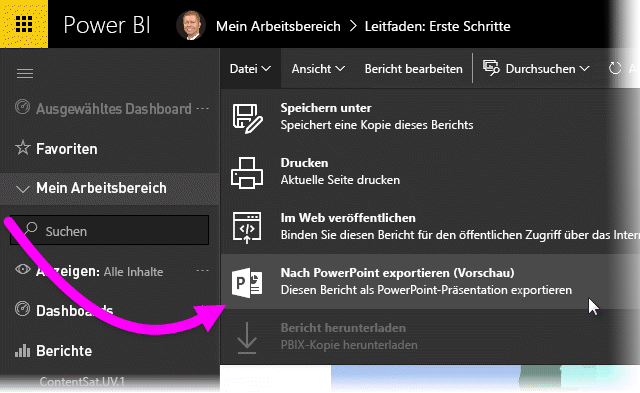 Power BI
Mein Arbeitsbereich > Leitfaden: Erste Schritte
Datei
Ansicht
Bericht bearbeiten
Durchsuchen
Ausgewähltes Dashboard ...
Speichern unter
Speichert eine Kopie dieses Berichts
Favoriten
Drucken
Aktuelle Seite drucken
Mein Arbeitsbereich
Im Web veröffentlichen
Binden Sie diesen Bericht für den öffentlichen Zugriff über das Inter
Suchen
Anzeigen: Alle Inhalte ...
Nach PowerPoint exportieren (Vorschau)
Diesen Bericht als PowerPoint-Präsentation exportieren
Dashboards
Bericht herunterladen
PBIX-Kopie herunterladen
Berichte
ContentSat.UV.1